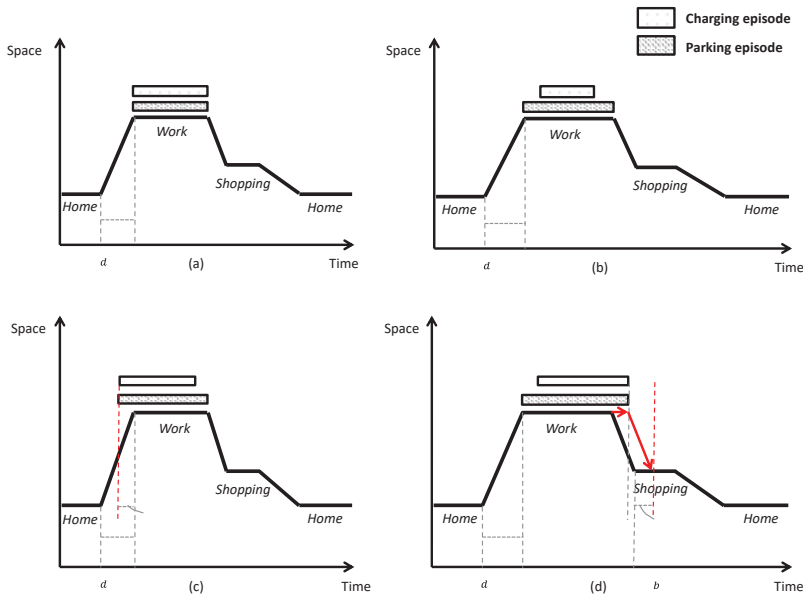 Charging episode
Parking episode
Space
Work
Shopping
Home
Home
d
(a)
Time
Space
Work
Shopping
Home
Home
d
(b)
Time
Space
Work
Shopping
Home
Home
d
(c)
Time
Space
Work
Shopping
Home
Home
d
(d)
b
Time